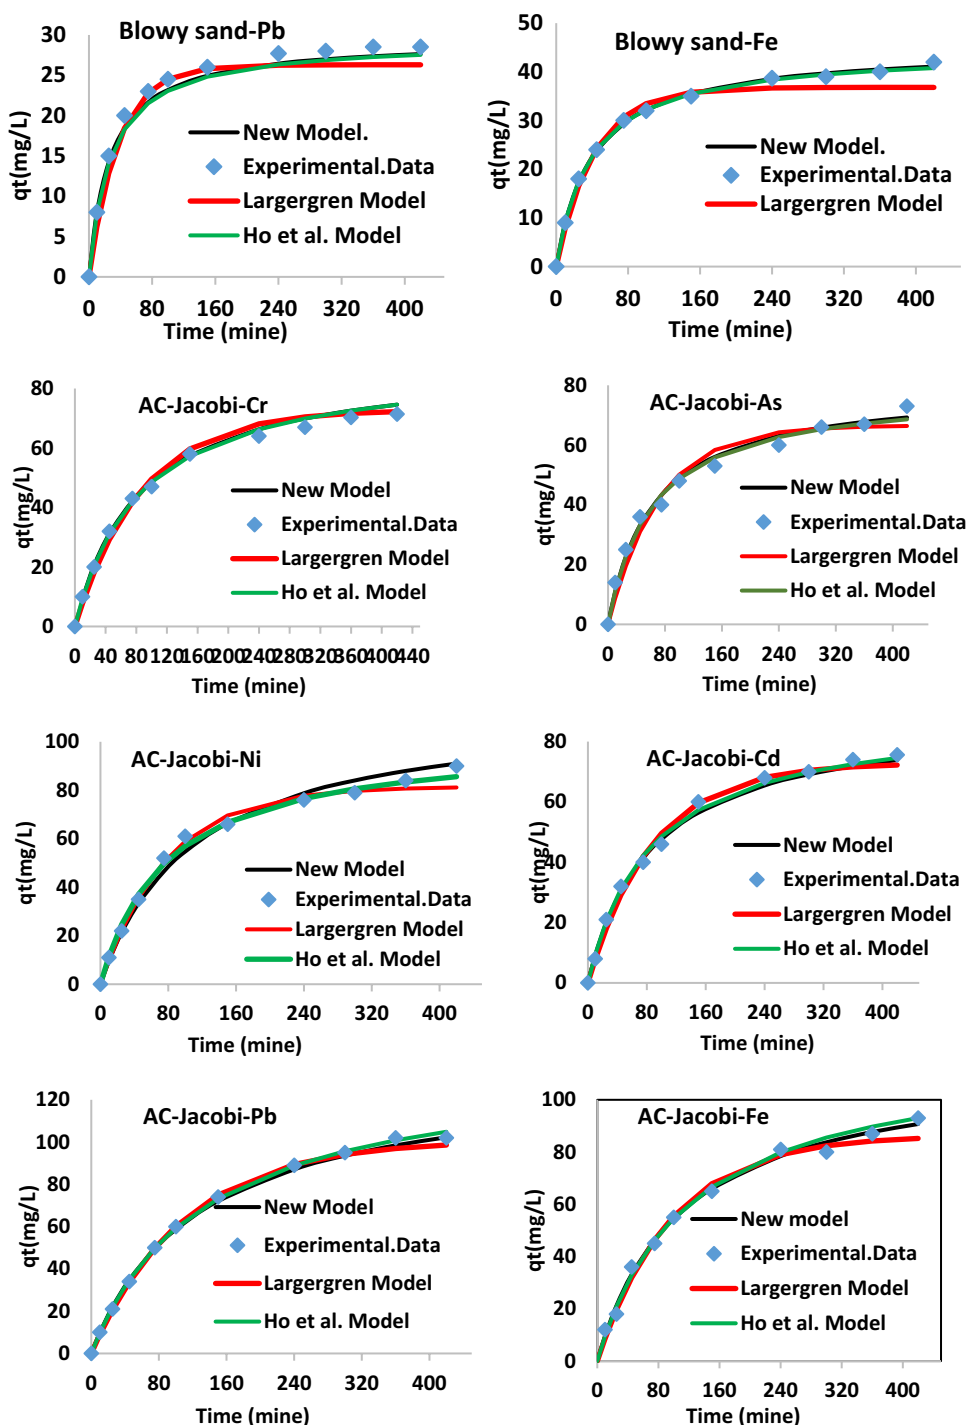 Blowy sand-Pb
30
25
20
15
10
5
0
qt(mg/L)
New Model.
Experimental.Data
Largergren Model
Ho et al. Model
0 80 160 240 320 400
Time (mine)
Blowy sand-Fe
50
40
30
20
10
0
qt(mg/L)
New Model.
Experimental.Data
Largergren Model
0 80 160 240 320 400
Time (mine)
AC-Jacobi-Cr
80
60
40
20
0
qt(mg/L)
New Model
Experimental.Data
Largergren Model
Ho et al. Model
0 40 80 120 160 200 240 280 320 360 400 440
Time (mine)
AC-Jacobi-As
80
60
40
20
0
qt(mg/L)
New Model
Experimental.Data
Largergren Model
Ho et al. Model
0 80 160 240 320 400
Time (mine)
AC-Jacobi-Ni
100
80
60
40
20
0
qt(mg/L)
New Model
Experimental.Data
Largergren Model
Ho et al. Model
0 80 160 240 320 400
Time (mine)
AC-Jacobi-Cd
80
60
40
20
0
qt(mg/L)
New Model
Experimental.Data
Largergren Model
Ho et al. Model
0 80 160 240 320 400
Time (mine)
AC-Jacobi-Pb
120
100
80
60
40
20
0
qt(mg/L)
New Model
Experimental.Data
Largergren Model
Ho et al. Model
0 80 160 240 320 400
Time (mine)
AC-Jacobi-Fe
100
80
60
40
20
0
qt(mg/L)
New model
Experimental.Data
Largergren Model
Ho et al. Model
0 80 160 240 320 400
Time (mine)